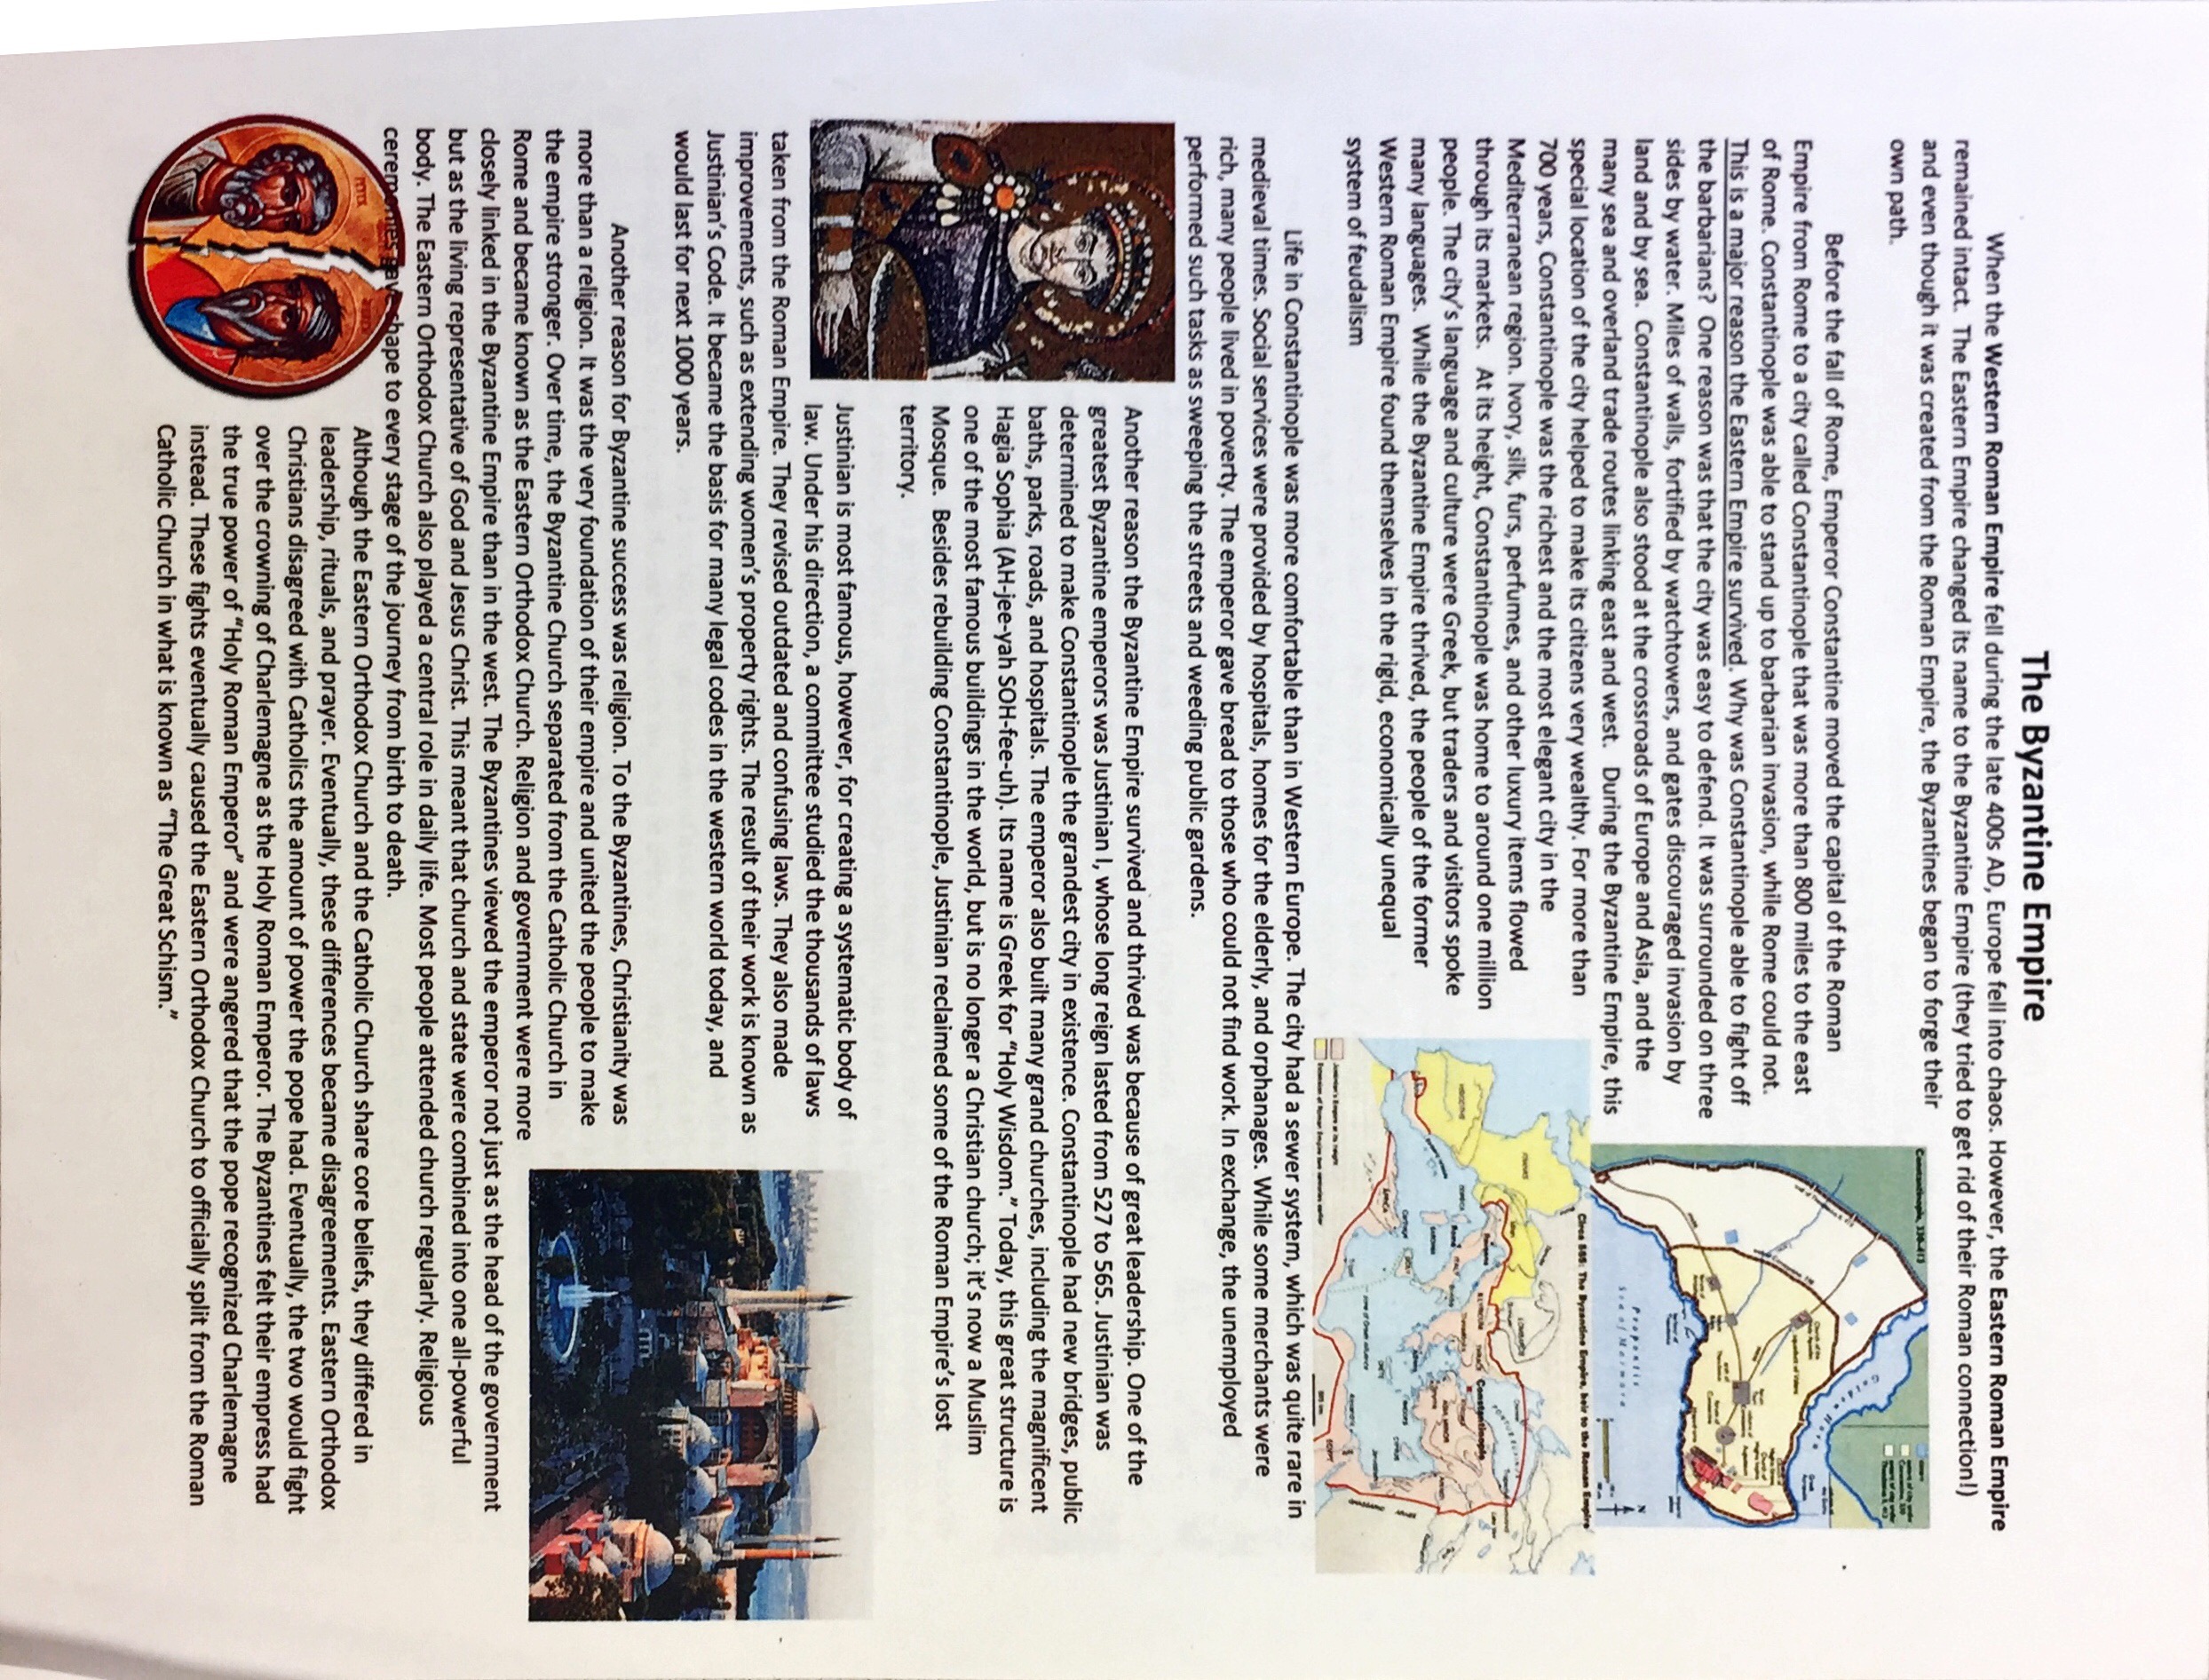 The Byzantine Empire
When the Western Roman Empire fell during the late 400s AD, Europe fell into chaos. However, the Eastern Roman Empire
remained intact. The Eastern Empire changed its name to the Byzantine Empire (they tried to get rid of their Roman connection!)
and even though it was created from the Roman Empire, the Byzantines began to forge their
own path.
Before the fall of Rome, Emperor Constantine moved the capital of the Roman
Empire from Rome to a city called Constantinople that was more than 800 miles to the east
of Rome. Constantinople was able to stand up to barbarian invasion, while Rome could not.
This is a major reason the Eastern Empire survived. Why was Constantinople able to fight off
the barbarians? One reason was that the city was easy to defend. It was surrounded on three
sides by water. Miles of walls, fortified by watchtowers, and gates discouraged invasion by
land and by sea. Constantinople also stood at the crossroads of Europe and Asia, and the
many sea and overland trade routes linking east and west. During the Byzantine Empire, this
special location of the city helped to make its citizens very wealthy. For more than
700 years, Constantinople was the richest and the most elegant city in the
Mediterranean region. Ivory, silk, furs, perfumes, and other luxury items flowed
through its markets. At its height, Constantinople was home to around one million
people. The city's language and culture were Greek, but traders and visitors spoke
many languages. While the Byzantine Empire thrived, the people of the former
Western Roman Empire found themselves in the rigid, economically unequal
system of feudalism
Constantinople, 330-413
Propontis
Sea of Marmara
N
Circa 565: The Byzantine Empire, heir to the Roman Empire
Constantinople
Life in Constantinople was more comfortable than in Western Europe. The city had a sewer system, which was quite rare in
medieval times. Social services were provided by hospitals, homes for the elderly, and orphanages. While some merchants were
rich, many people lived in poverty. The emperor gave bread to those who could not find work. In exchange, the unemployed
performed such tasks as sweeping the streets and weeding public gardens.
Another reason the Byzantine Empire survived and thrived was because of great leadership. One of the
greatest Byzantine emperors was Justinian I, whose long reign lasted from 527 to 565. Justinian was
determined to make Constantinople the grandest city in existence. Constantinople had new bridges, public
baths, parks, roads, and hospitals. The emperor also built many grand churches, including the magnificent
Hagia Sophia (AH-jee-yah SOH-fee-uh). Its name is Greek for "Holy Wisdom." Today, this great structure is
one of the most famous buildings in the world, but is no longer a Christian church; it's now a Muslim
Mosque. Besides rebuilding Constantinople, Justinian reclaimed some of the Roman Empire's lost
territory.
Justinian is most famous, however, for creating a systematic body of
law. Under his direction, a committee studied the thousands of laws
taken from the Roman Empire. They revised outdated and confusing laws. They also made
improvements, such as extending women's property rights. The result of their work is known as
Justinian's Code. It became the basis for many legal codes in the western world today, and
would last for next 1000 years.
Another reason for Byzantine success was religion. To the Byzantines, Christianity was
more than a religion. It was the very foundation of their empire and united the people to make
the empire stronger. Over time, the Byzantine Church separated from the Catholic Church in
Rome and became known as the Eastern Orthodox Church. Religion and government were more
closely linked in the Byzantine Empire than in the west. The Byzantines viewed the emperor not just as the head of the government
but as the living representative of God and Jesus Christ. This meant that church and state were combined into one all-powerful
body. The Eastern Orthodox Church also played a central role in daily life. Most people attended church regularly. Religious
ceremonies gave shape to every stage of the journey from birth to death.
Although the Eastern Orthodox Church and the Catholic Church share core beliefs, they differed in
leadership, rituals, and prayer. Eventually, these differences became disagreements. Eastern Orthodox
Christians disagreed with Catholics the amount of power the pope had. Eventually, the two would fight
over the crowning of Charlemagne as the Holy Roman Emperor. The Byzantines felt their empress had
the true power of "Holy Roman Emperor" and were angered that the pope recognized Charlemagne
instead. These fights eventually caused the Eastern Orthodox Church to officially split from the Roman
Catholic Church in what is known as "The Great Schism."